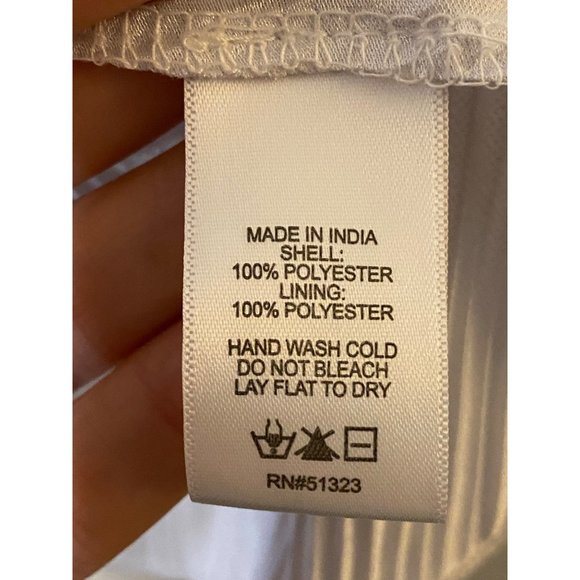 MADE IN INDIA
SHELL:
100% POLYESTER
LINING:
100% POLYESTER
HAND WASH COLD
DO NOT BLEACH
LAY FLAT TO DRY
RN#51323